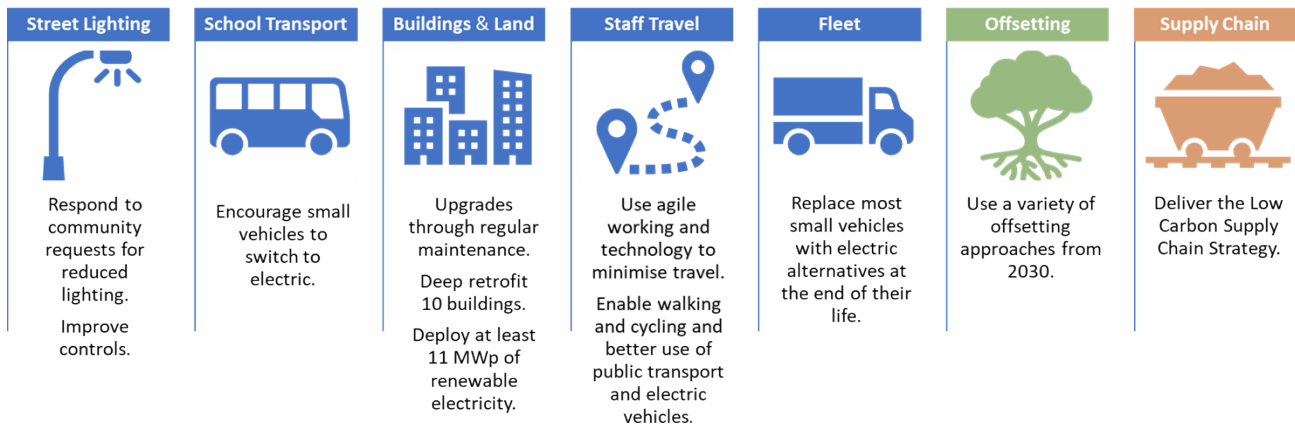 Street Lighting
Respond to
community
requests for
reduced
lighting.
Improve
controls.
School Transport
Encourage small
vehicles to
switch to
electric.
Buildings & Land
Upgrades
through regular
maintenance.
Deep retrofit
10 buildings.
Deploy at least
11 MWp of
renewable
electricity.
Staff Travel
Use agile
working and
technology to
minimise travel.
Enable walking
and cycling and
better use of
public transport
and electric
vehicles.
Fleet
Replace most
small vehicles
with electric
alternatives at
the end of their
life.
Offsetting
Use a variety of
offsetting
approaches from
2030.
Supply Chain
Deliver the Low
Carbon Supply
Chain Strategy.